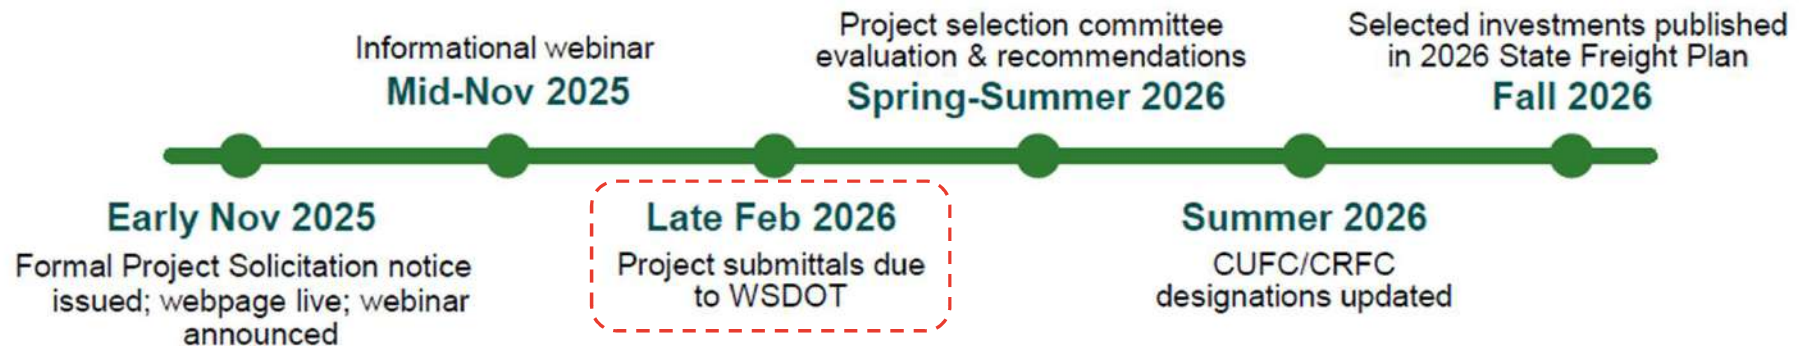 Informational webinar
Mid-Nov 2025
Project selection committee
evaluation & recommendations
Spring-Summer 2026
Selected investments published
in 2026 State Freight Plan
Fall 2026
Early Nov 2025
Formal Project Solicitation notice
issued; webpage live; webinar
announced
Late Feb 2026
Project submittals due
to WSDOT
Summer 2026
CUFC/CRFC
designations updated